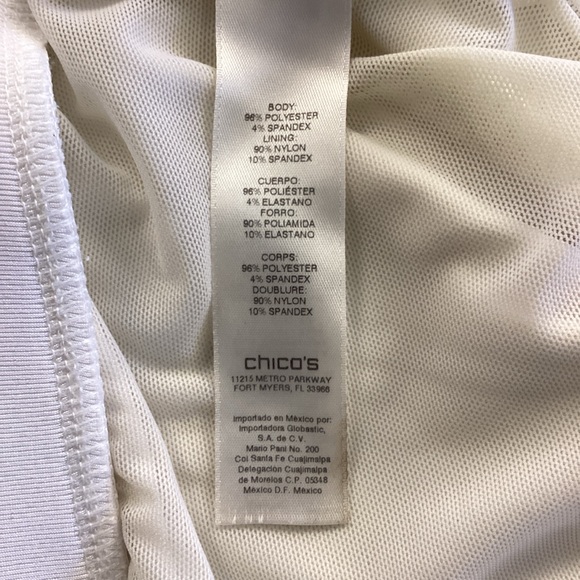 BODY:
96% POLYESTER
4% SPANDEX
LINING:
90% NYLON
10% SPANDEX
CUERPO:
96% POLIÉSTER
4% ELASTANO
FORRO:
90% POLIAMIDA
10% ELASTANO
CORPS:
96% POLYESTER
4% SPANDEX
DOUBLURE:
90% NYLON
10% SPANDEX
chico's
11215 METRO PARKWAY
FORT MYERS, FL 33966
Importado en México por:
Importadora Globastic,
S.A. de C.V.
Mario Pani No. 200
Col Santa Fe Cuajimalpa
Delegación Cuajimalpa
de Morelos C.P. 05348
México D.F. México